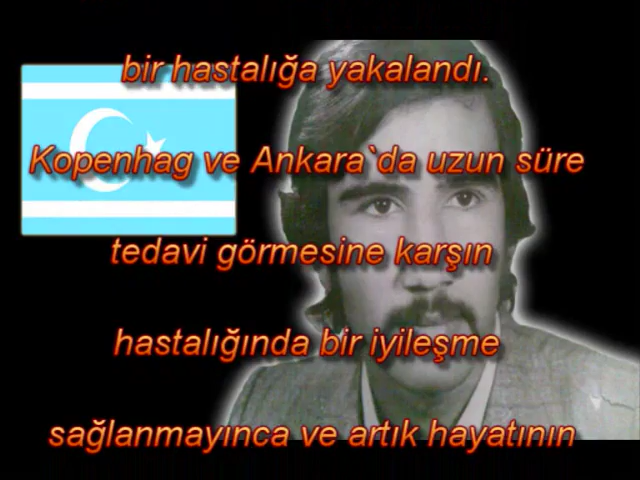 bir hastalığa yakalandı.
Kopenhag ve Ankara`da uzun süre
tedavi görmesine karşın
hastalığında bir iyileşme
sağlanmayınca ve artık hayatının